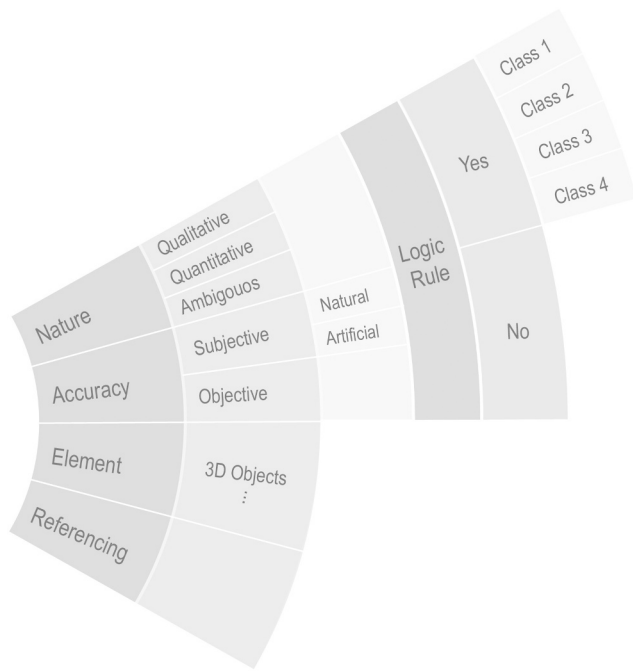 Nature
Qualitative
Quantitative
Ambigouos
Accuracy
Subjective
Natural
Artificial
Objective
Element
3D Objects
⋮
Referencing
Logic
Rule
Yes
Class 1
Class 2
Class 3
Class 4
No